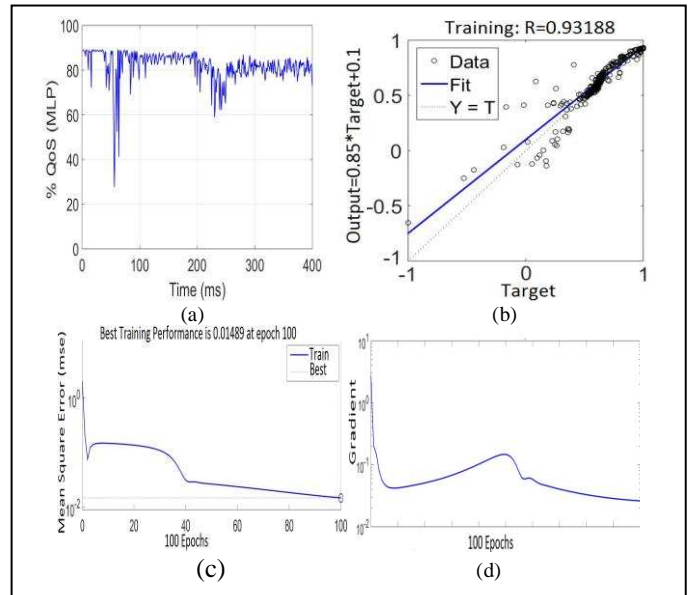 % QoS (MLP)
100
80
60
40
20
0
0 100 200 300 400
Time (ms)
(a)
Training: R=0.93188
Output=0.85*Target+0.1
1
0.5
0
-0.5
-1
Data
Fit
Y = T
-1 0 1
Target
(b)
Best Training Performance is 0.01489 at epoch 100
Mean Square Error (mse)
10^0
10^-2
Train
Best
0 20 40 60 80 100
100 Epochs
(c)
Gradient
10^1
10^0
10^-1
10^-2
100 Epochs
(d)